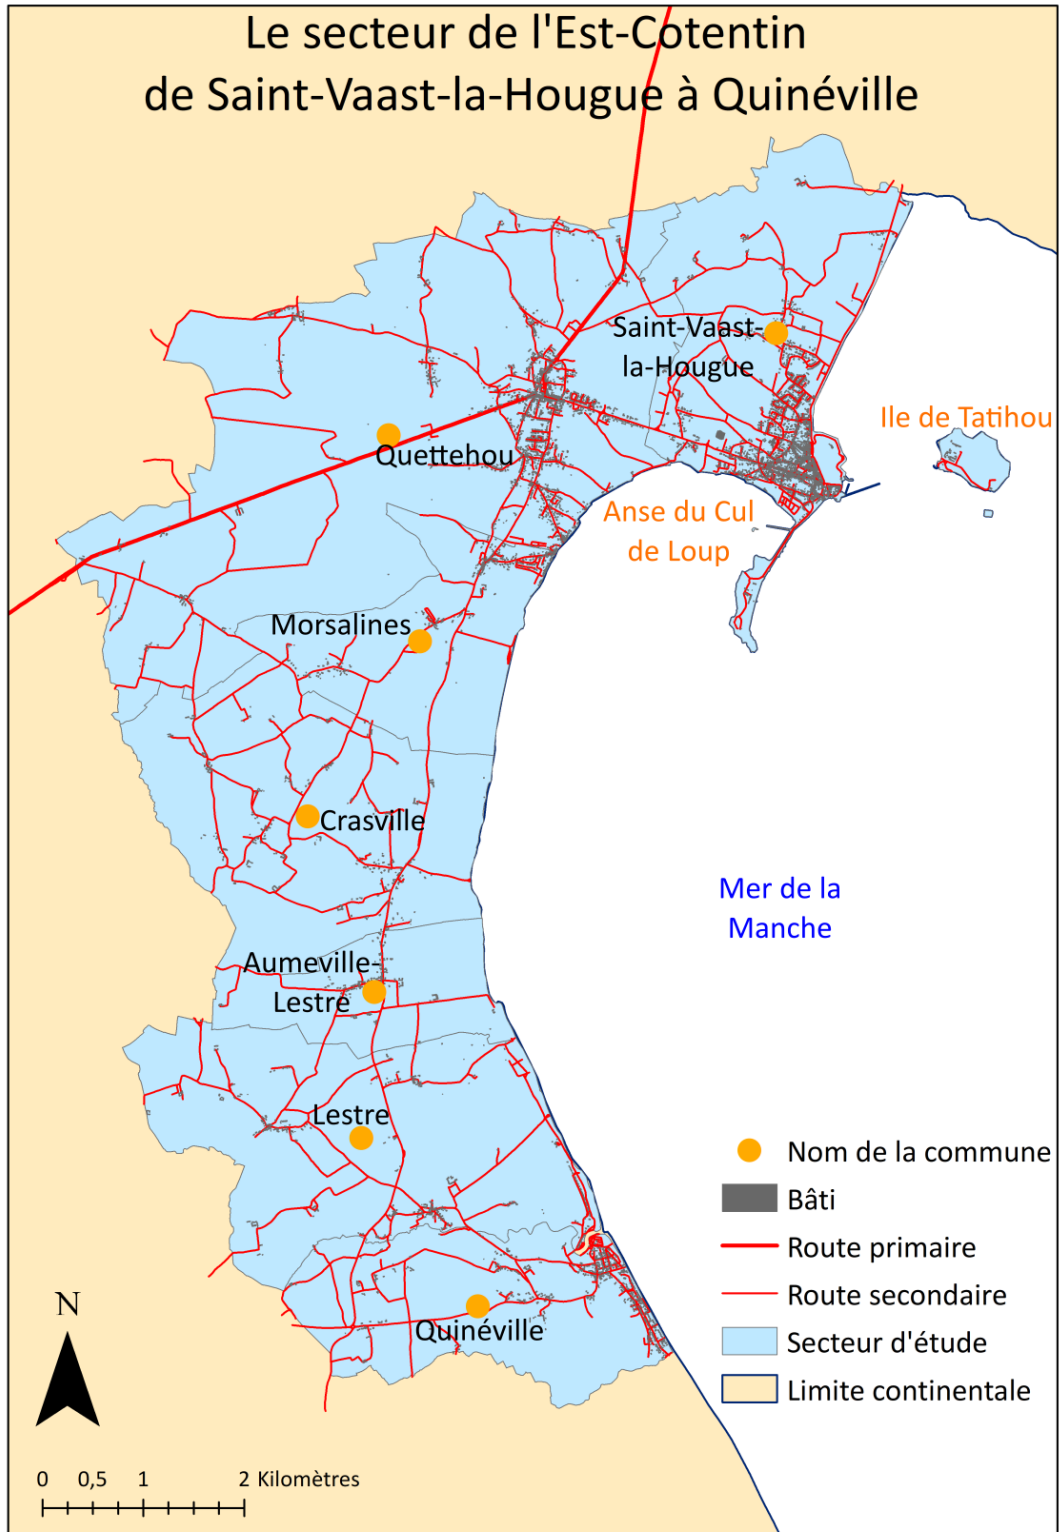 Le secteur de l'Est-Cotentin
de Saint-Vaast-la-Hougue à Quinéville
Saint-Vaast-
la-Hougue
Ile de Tatihou
Quettehou
Anse du Cul
de Loup
Morsalines
Crasville
Mer de la
Manche
Aumeville-
Lestre
Lestre
Quinéville
Nom de la commune
Bâti
Route primaire
Route secondaire
Secteur d'étude
Limite continentale
N
0 0,5 1 2 Kilomètres